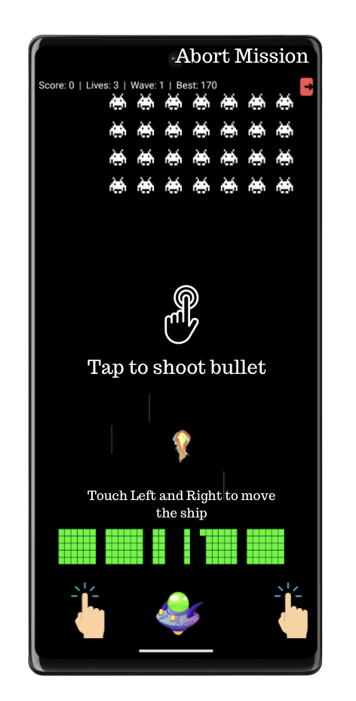 Abort Mission
Score: 0 | Lives: 3 | Wave: 1 | Best: 170
Tap to shoot bullet
Touch Left and Right to move
the ship